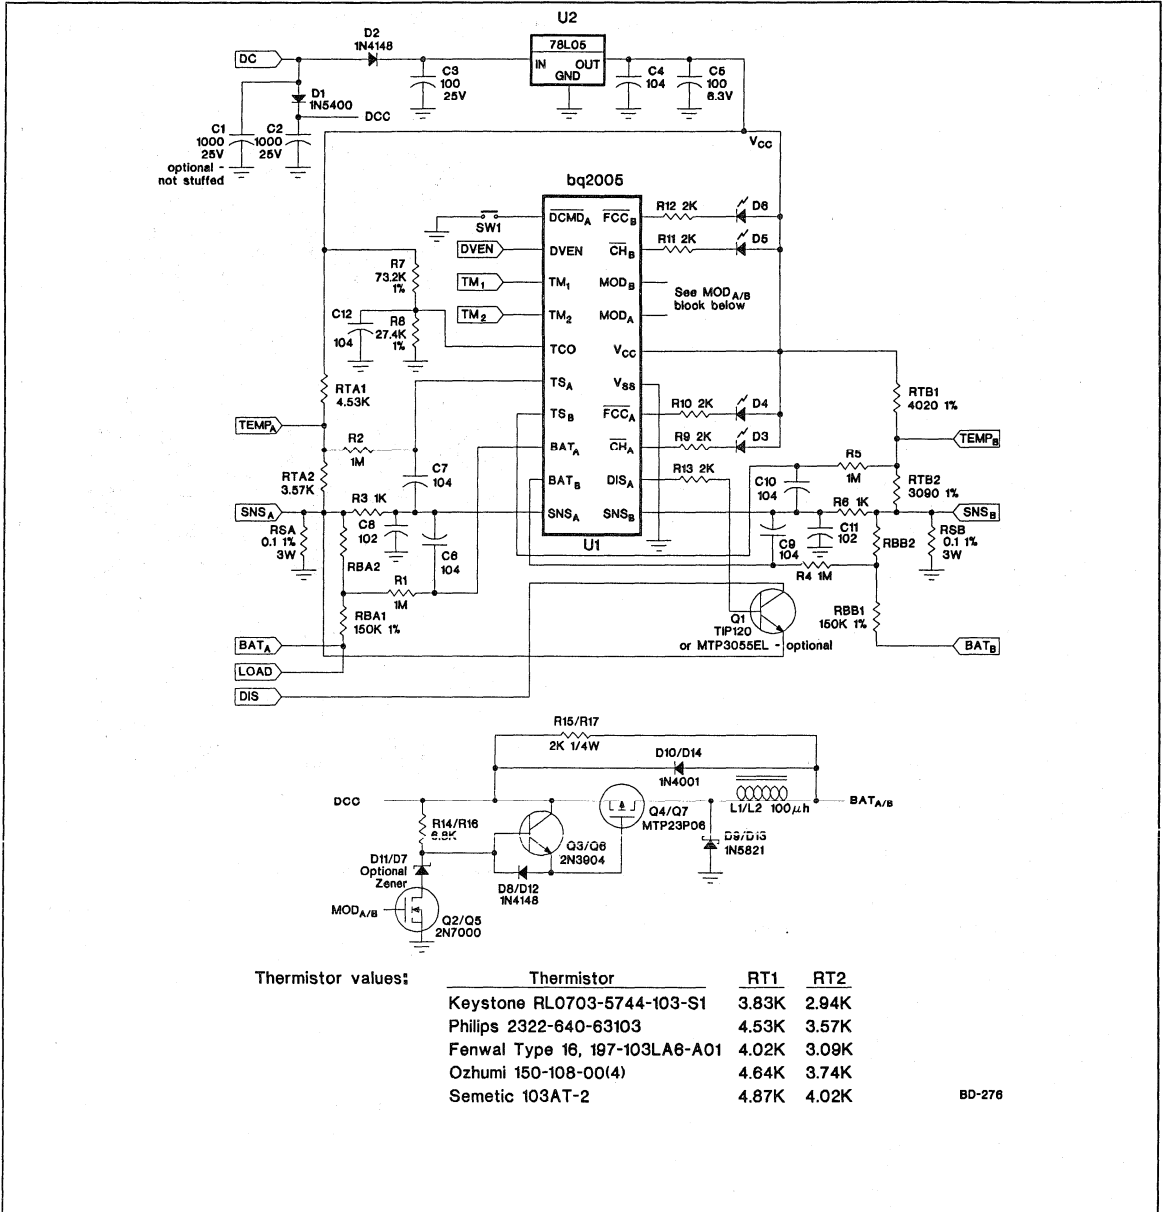 U2
D2
1N4148
78L05
IN OUT
GND
DC
C3
100
25V
C4
104
C5
100
6.3V
D1
1N5400
DCC
C1
1000
25V
optional -
not stuffed
C2
1000
25V
VCC
bq2005
SW1
DCMDA
DVEN
TM1
TM2
TCO
TSA
TSB
BATA
BATB
SNSA
FCCB
CHB
MODB
MODA
VCC
VSS
FCCA
CHA
DISA
SNSB
U1
DVEN
TM1
TM2
R12 2K
D6
R11 2K
D5
See MODA/B
block below
R7
73.2K
1%
C12
104
R8
27.4K
1%
RTA1
4.53K
R10 2K
D4
R9 2K
D3
R13 2K
RTB1
4020 1%
TEMPA
TEMPB
R2
1M
C7
104
RTA2
3.57K
R5
1M
C10
104
RTB2
3090 1%
SNSA
R3 1K
C8
102
C6
104
RSA
0.1 1%
3W
RBA2
R1
1M
RBA1
150K 1%
R6 1K
SNSB
C11
102
C9
104
RBB2
RSB
0.1 1%
3W
R4 1M
RBB1
150K 1%
Q1
TIP120
or MTP3055EL - optional
BATA
BATB
LOAD
DIS
R15/R17
2K 1/4W
D10/D14
1N4001
DCC
Q4/Q7
MTP23P06
L1/L2 100μh
BATA/B
R14/R16
6.8K
Q3/Q6
2N3904
D9/D13
1N5821
D11/D7
Optional
Zener
D8/D12
1N4148
MODA/B
Q2/Q5
2N7000
Thermistor values: Thermistor RT1 RT2
Keystone RL0703-5744-103-S1 3.83K 2.94K
Philips 2322-640-63103 4.53K 3.57K
Fenwal Type 16, 197-103LA6-A01 4.02K 3.09K
Ozhumi 150-108-00(4) 4.64K 3.74K
Semetic 103AT-2 4.87K 4.02K
BD-276